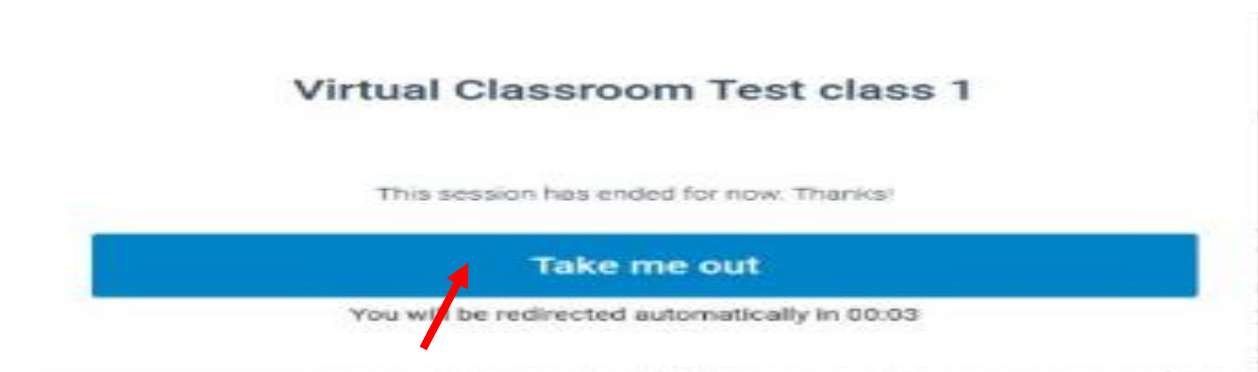 Virtual Classroom Test class 1
This session has ended for now. Thanks!
Take me out
You will be redirected automatically in 00:03